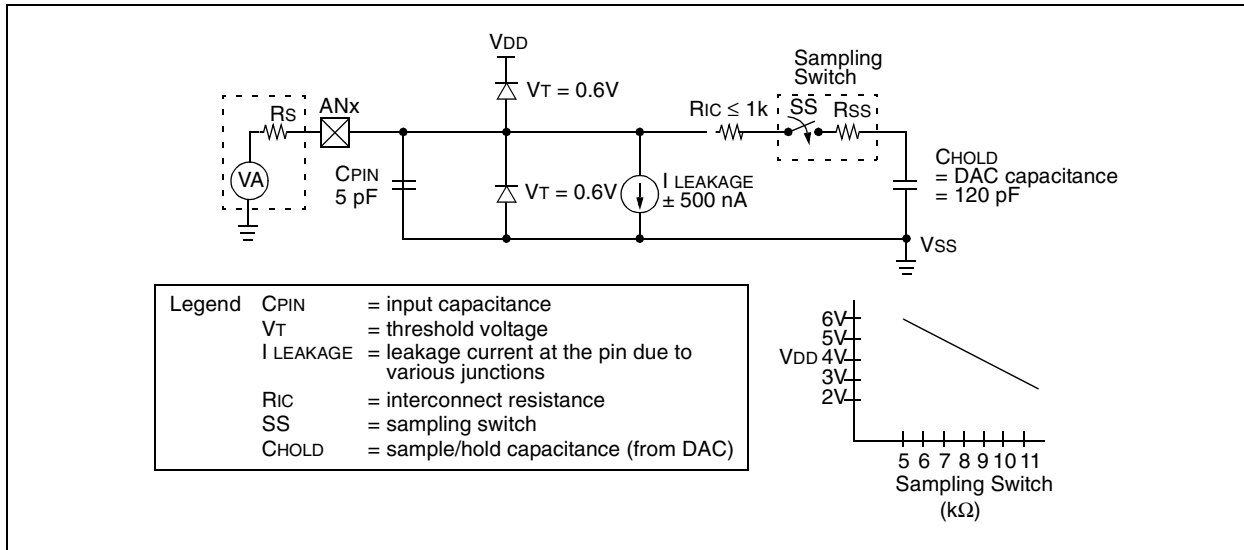 VDD
Sampling
Switch
VT = 0.6V
RS
ANx
RIC ≤ 1k
SS
RSS
VA
CPIN
5 pF
VT = 0.6V
I LEAKAGE
± 500 nA
CHOLD
= DAC capacitance
= 120 pF
VSS
Legend CPIN = input capacitance
VT = threshold voltage
I LEAKAGE = leakage current at the pin due to
various junctions
RIC = interconnect resistance
SS = sampling switch
CHOLD = sample/hold capacitance (from DAC)
6V
5V
VDD 4V
3V
2V
5 6 7 8 9 10 11
Sampling Switch
(kΩ)